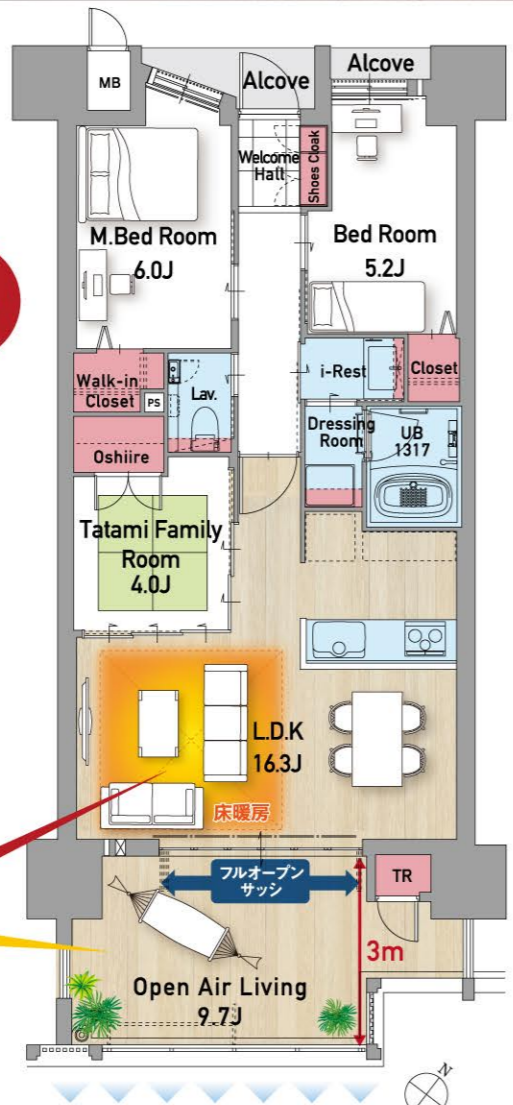 MB
Alcove
Alcove
Welcome
Hall
Shoes Cloak
M.Bed Room
6.0J
Bed Room
5.2J
Walk-in
Closet
PS
Lav.
i-Rest
Closet
Oshiire
Dressing
Room
UB
1317
Tatami Family
Room
4.0J
L.D.K
16.3J
床暖房
フルオープン
サッシ
TR
3m
Open Air Living
9.7J
N